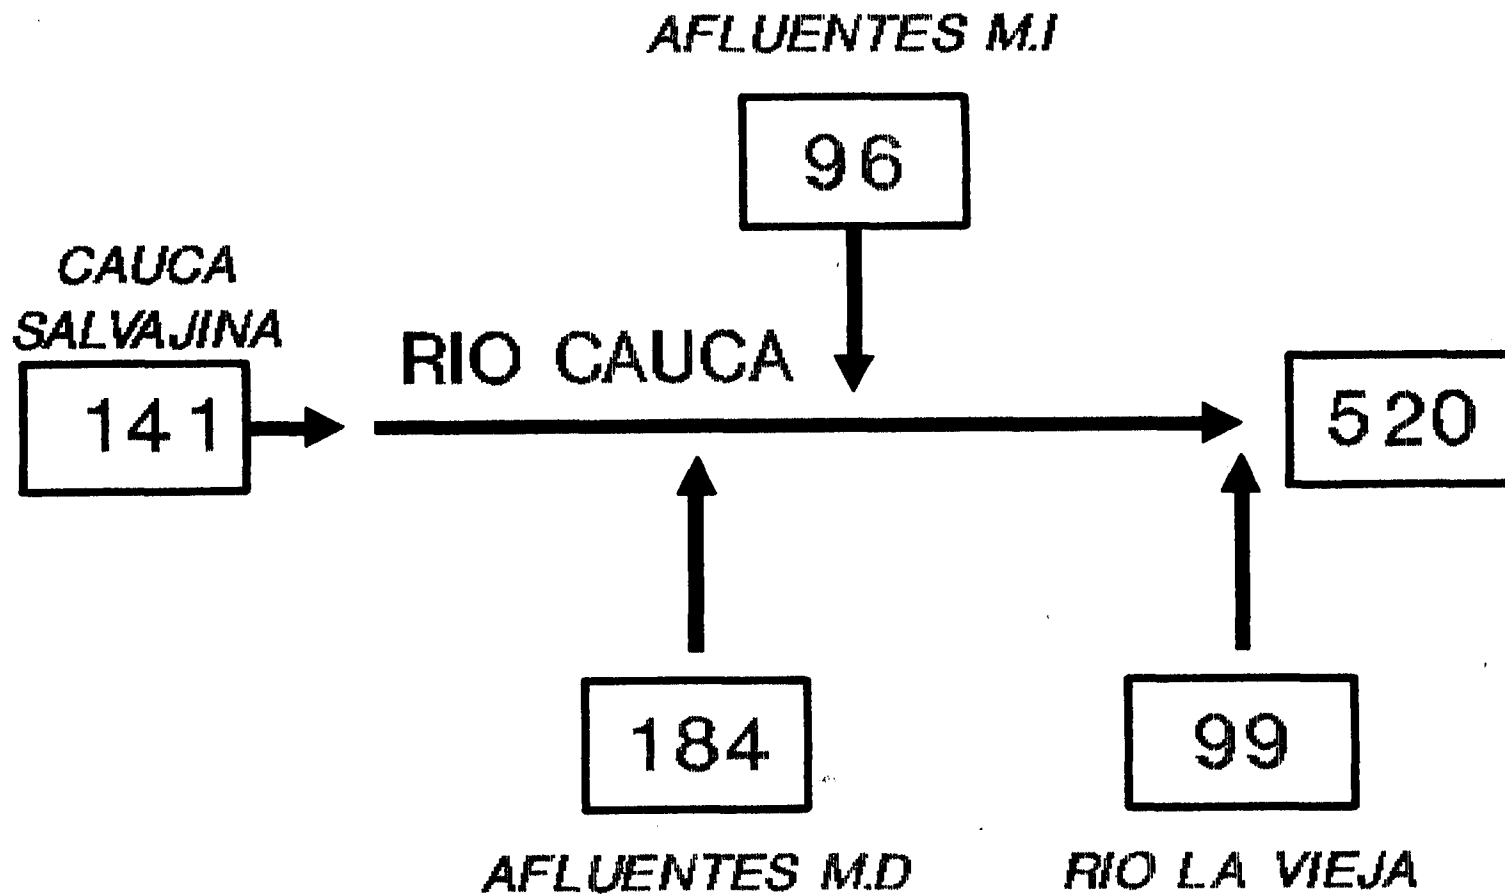 AFLUENTES M.I
96
CAUCA
SALVAJINA
RIO CAUCA
141
520
184
99
AFLUENTES M.D
RIO LA VIEJA